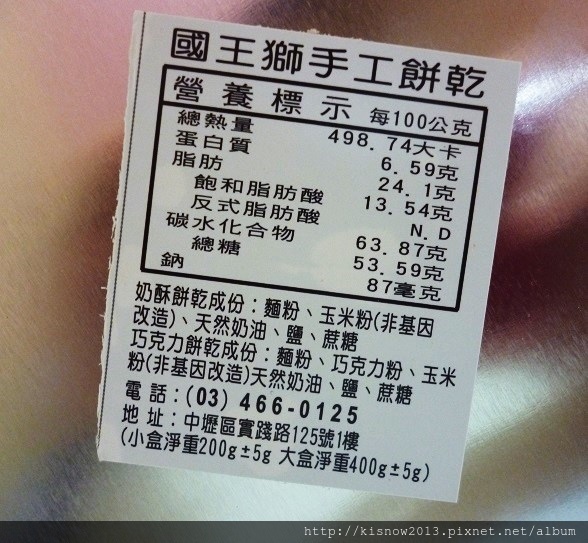 國王獅手工餅乾
營養標示 每100公克
總熱量 498.74大卡
蛋白質 6.59克
脂肪 24.1克
飽和脂肪酸 13.54克
反式脂肪酸 N.D
碳水化合物 63.87克
總糖 53.59克
鈉 87毫克
奶酥餅乾成份：麵粉、玉米粉(非基因
改造)、天然奶油、鹽、蔗糖
巧克力餅乾成份：麵粉、巧克力粉、玉米
粉(非基因改造)天然奶油、鹽、蔗糖
電話：(03) 466-0125
地址：中壢區實踐路125號1樓
(小盒淨重200g±5g 大盒淨重400g±5g)
http://kisnow2013.pixnet.net/album